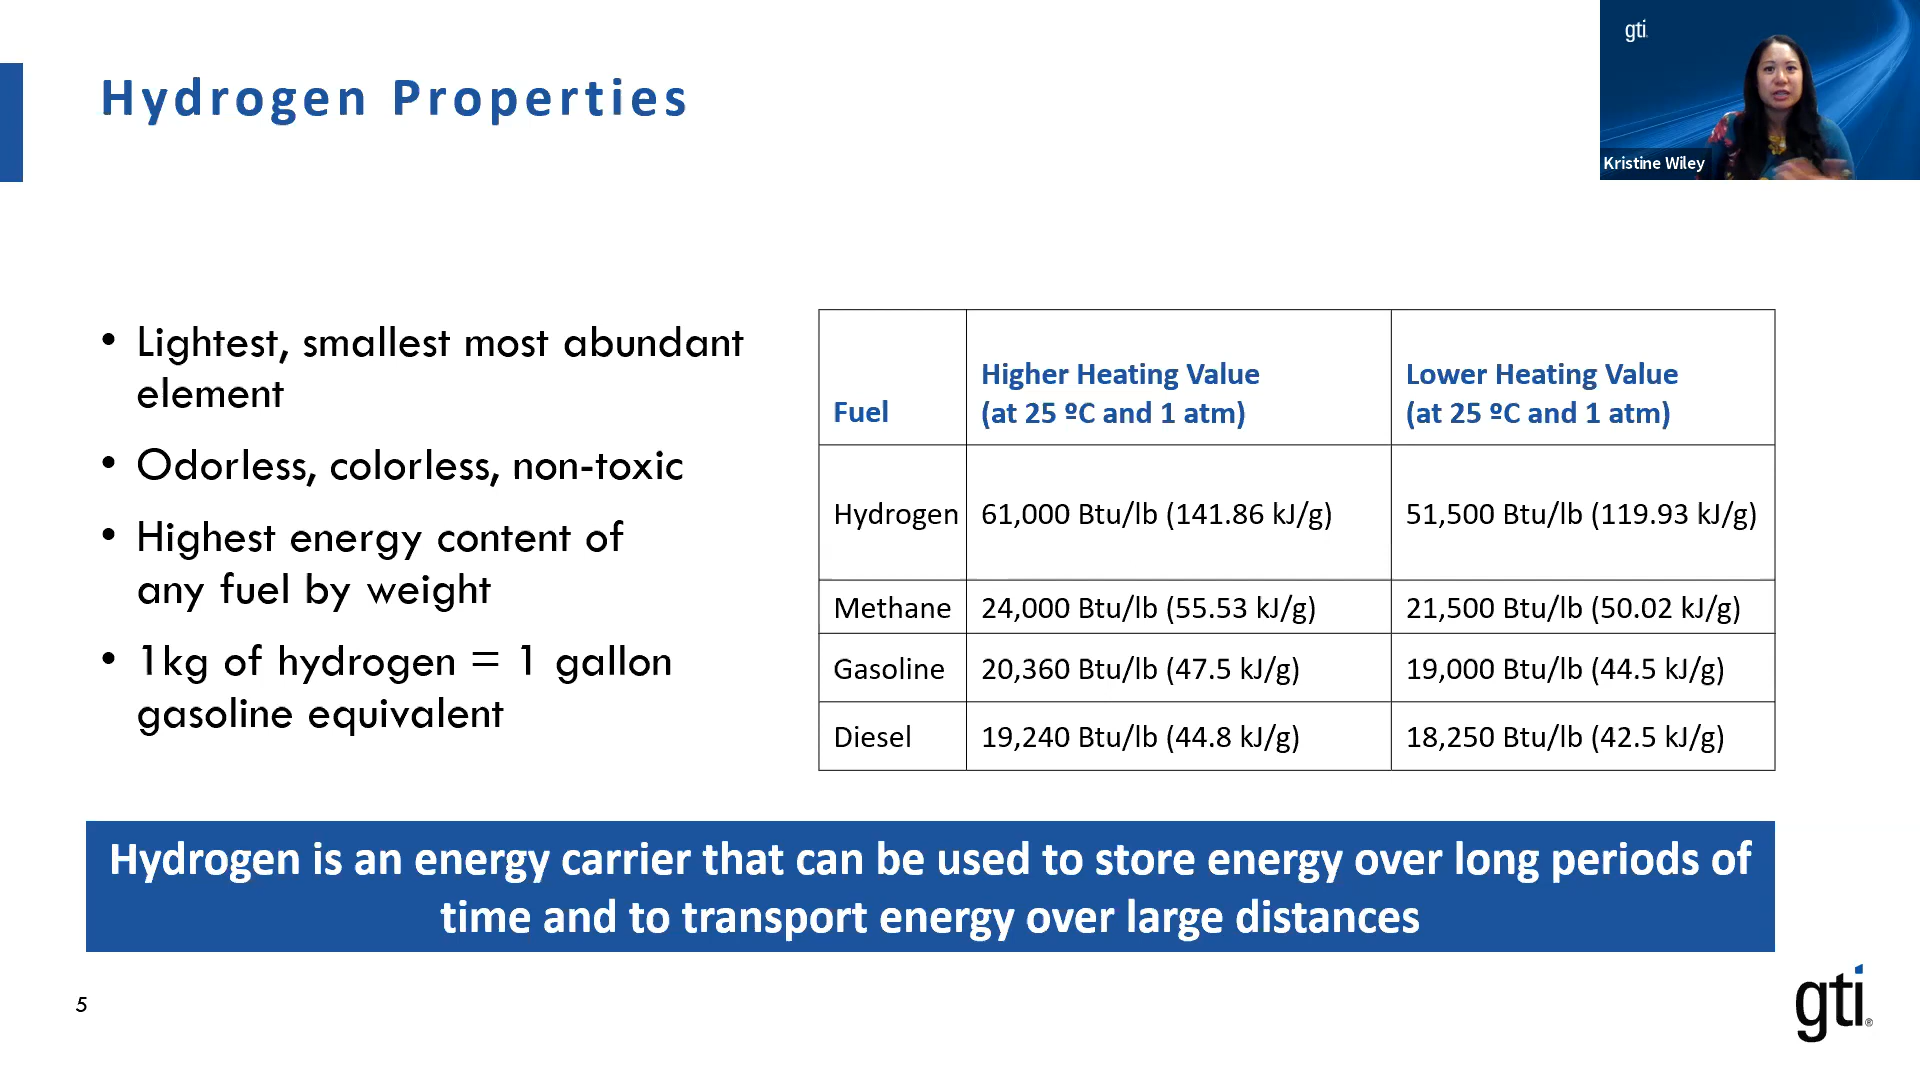 Hydrogen Properties
gti
Kristine Wiley
• Lightest, smallest most abundant
element
• Odorless, colorless, non-toxic
• Highest energy content of
any fuel by weight
• 1kg of hydrogen = 1 gallon
gasoline equivalent
Fuel
Higher Heating Value
(at 25 ºC and 1 atm)
Lower Heating Value
(at 25 ºC and 1 atm)
Hydrogen 61,000 Btu/lb (141.86 kJ/g) 51,500 Btu/lb (119.93 kJ/g)
Methane 24,000 Btu/lb (55.53 kJ/g) 21,500 Btu/lb (50.02 kJ/g)
Gasoline 20,360 Btu/lb (47.5 kJ/g) 19,000 Btu/lb (44.5 kJ/g)
Diesel 19,240 Btu/lb (44.8 kJ/g) 18,250 Btu/lb (42.5 kJ/g)
Hydrogen is an energy carrier that can be used to store energy over long periods of
time and to transport energy over large distances
5
gti®